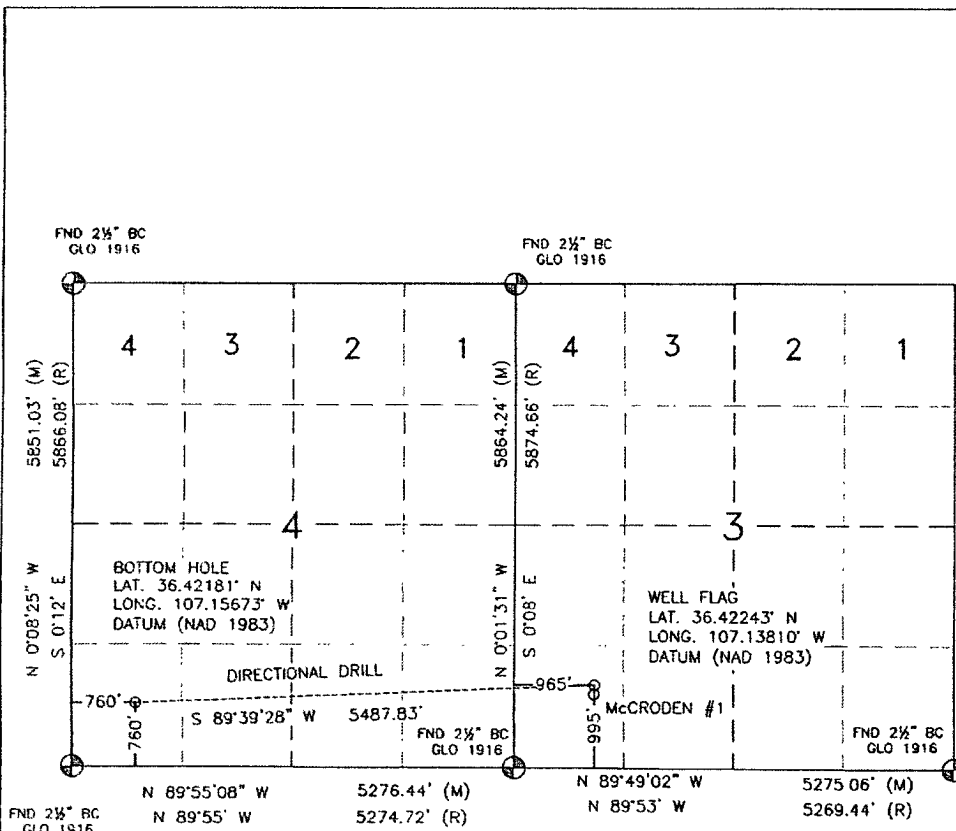 FND 2½" BC
GLO 1916
FND 2½" BC
GLO 1916
4
3
2
1
4
3
2
1
5851.03' (M)
5866.08' (R)
5864.24' (M)
5874.66' (R)
4
3
N 0°08'25" W
S 0°12' E
N 0°01'31" W
S 0°08' E
BOTTOM HOLE
LAT. 36.42181° N
LONG. 107.15673° W
DATUM (NAD 1983)
WELL FLAG
LAT. 36.42243° N
LONG. 107.13810° W
DATUM (NAD 1983)
DIRECTIONAL DRILL
S 89°39'28" W 5487.83'
760'
760'
965'
995'
McCRODEN #1
FND 2½" BC
GLO 1916
FND 2½" BC
GLO 1916
N 89°55'08" W 5276.44' (M)
N 89°55' W 5274.72' (R)
N 89°49'02" W 5275.06' (M)
N 89°53' W 5269.44' (R)
FND 2½" BC
GLO 1916